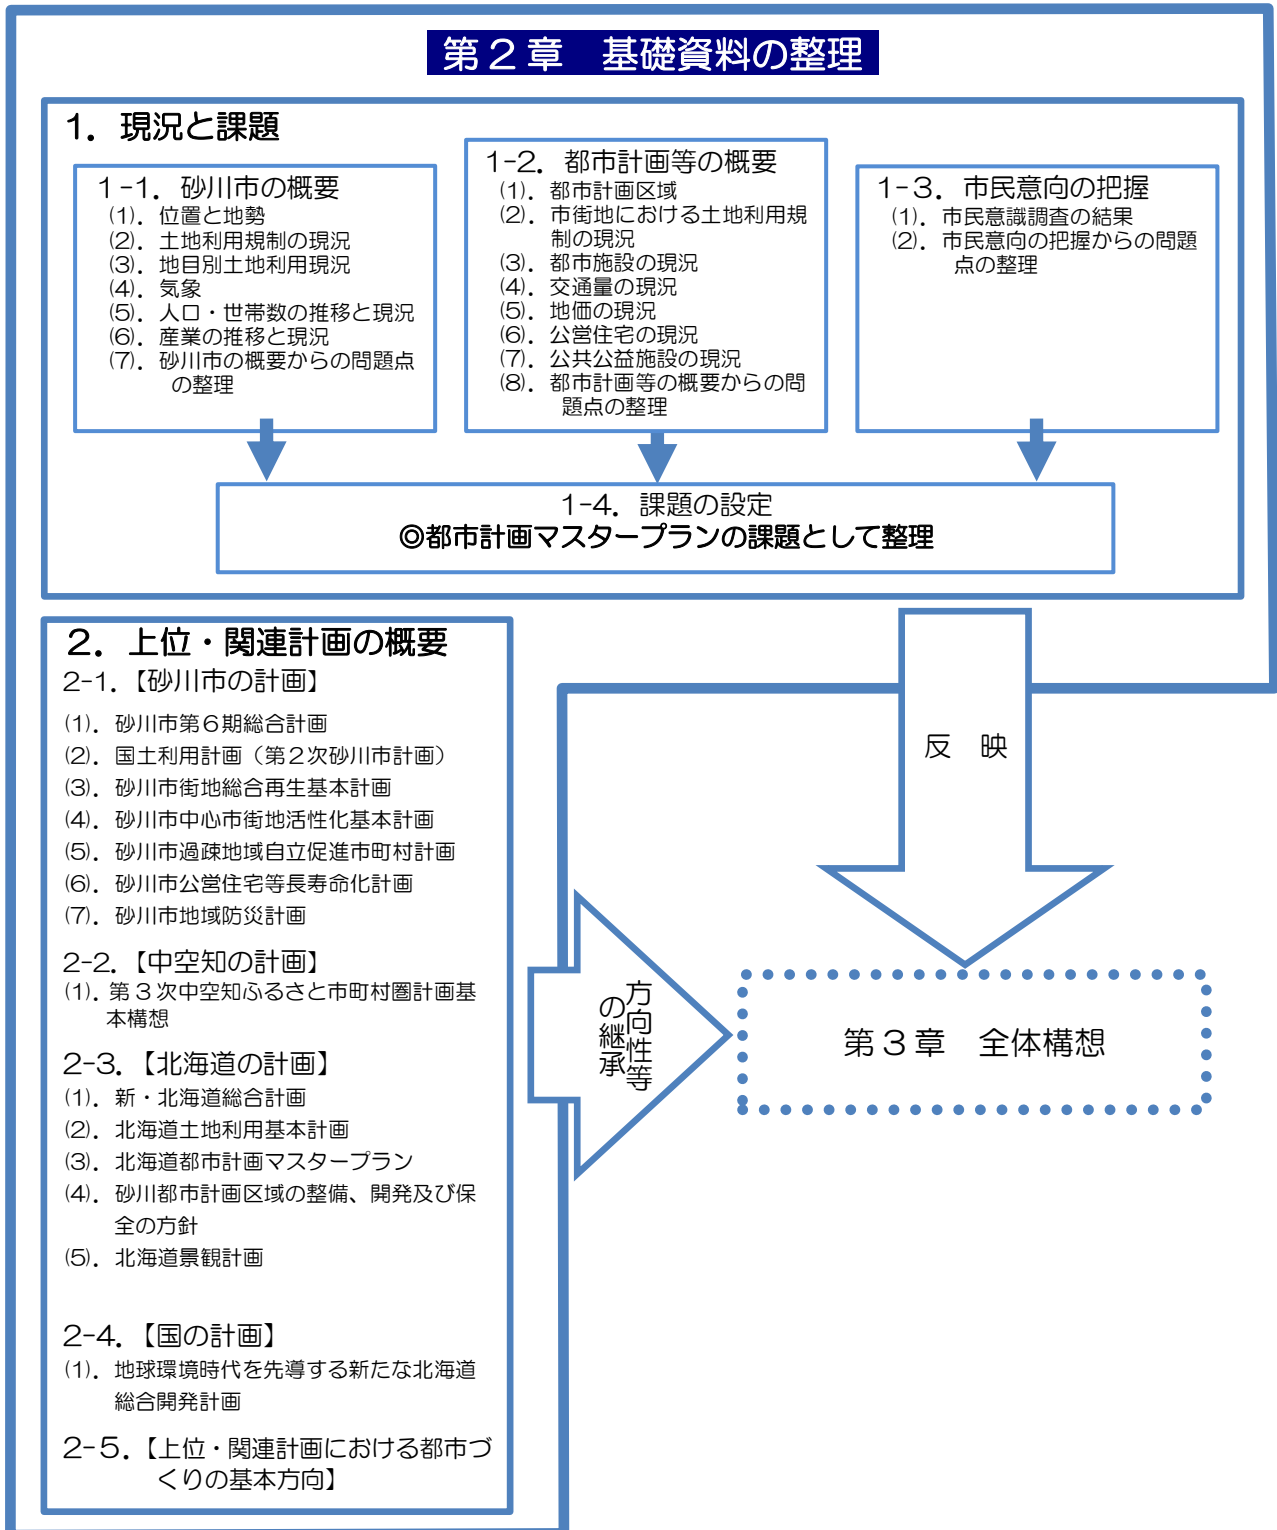 第２章　基礎資料の整理
１．現況と課題
１-１．砂川市の概要
⑴．位置と地勢
⑵．土地利用規制の現況
⑶．地目別土地利用現況
⑷．気象
⑸．人口・世帯数の推移と現況
⑹．産業の推移と現況
⑺．砂川市の概要からの問題点
の整理
１-２．都市計画等の概要
⑴．都市計画区域
⑵．市街地における土地利用規
制の現況
⑶．都市施設の現況
⑷．交通量の現況
⑸．地価の現況
⑹．公営住宅の現況
⑺．公共公益施設の現況
⑻．都市計画等の概要からの問
題点の整理
１-３．市民意向の把握
⑴．市民意識調査の結果
⑵．市民意向の把握からの問題
点の整理
１-４．課題の設定
◎都市計画マスタープランの課題として整理
２．上位・関連計画の概要
２-１．【砂川市の計画】
⑴．砂川市第６期総合計画
⑵．国土利用計画（第２次砂川市計画）
⑶．砂川市街地総合再生基本計画
⑷．砂川市中心市街地活性化基本計画
⑸．砂川市過疎地域自立促進市町村計画
⑹．砂川市公営住宅等長寿命化計画
⑺．砂川市地域防災計画
２-２．【中空知の計画】
⑴．第３次中空知ふるさと市町村圏計画基
本構想
２-３．【北海道の計画】
⑴．新・北海道総合計画
⑵．北海道土地利用基本計画
⑶．北海道都市計画マスタープラン
⑷．砂川都市計画区域の整備、開発及び保
全の方針
⑸．北海道景観計画
２-４．【国の計画】
⑴．地球環境時代を先導する新たな北海道
総合開発計画
２-５．【上位・関連計画における都市づ
くりの基本方向】
反　映
方向性等
の継承
第３章　全体構想